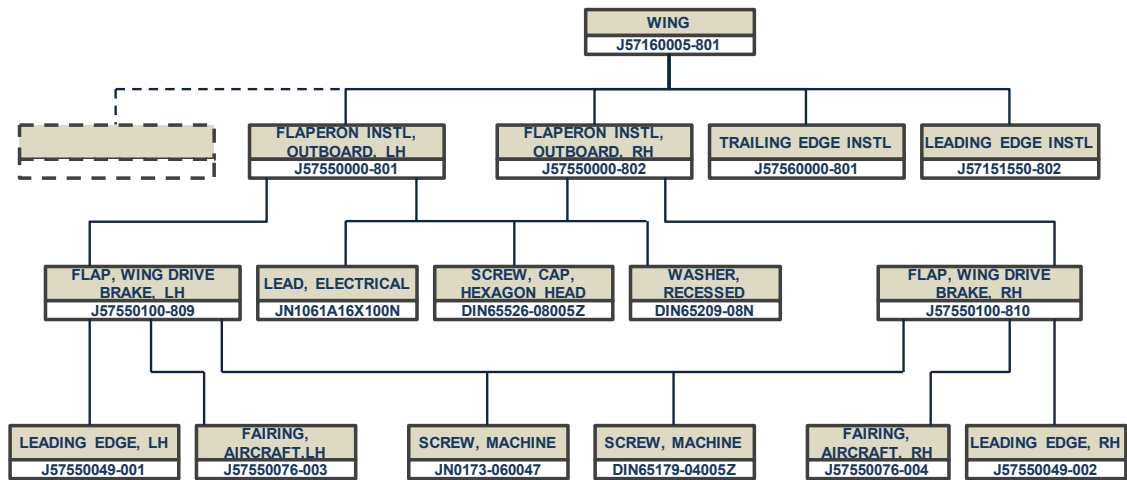 WING
J57160005-801
FLAPERON INSTL,
OUTBOARD, LH
J57550000-801
FLAPERON INSTL,
OUTBOARD, RH
J57550000-802
TRAILING EDGE INSTL
J57560000-801
LEADING EDGE INSTL
J57151550-802
FLAP, WING DRIVE
BRAKE, LH
J57550100-809
LEAD, ELECTRICAL
JN1061A16X100N
SCREW, CAP,
HEXAGON HEAD
DIN65526-08005Z
WASHER,
RECESSED
DIN65209-08N
FLAP, WING DRIVE
BRAKE, RH
J57550100-810
LEADING EDGE, LH
J57550049-001
FAIRING,
AIRCRAFT.LH
J57550076-003
SCREW, MACHINE
JN0173-060047
SCREW, MACHINE
DIN65179-04005Z
FAIRING,
AIRCRAFT, RH
J57550076-004
LEADING EDGE, RH
J57550049-002